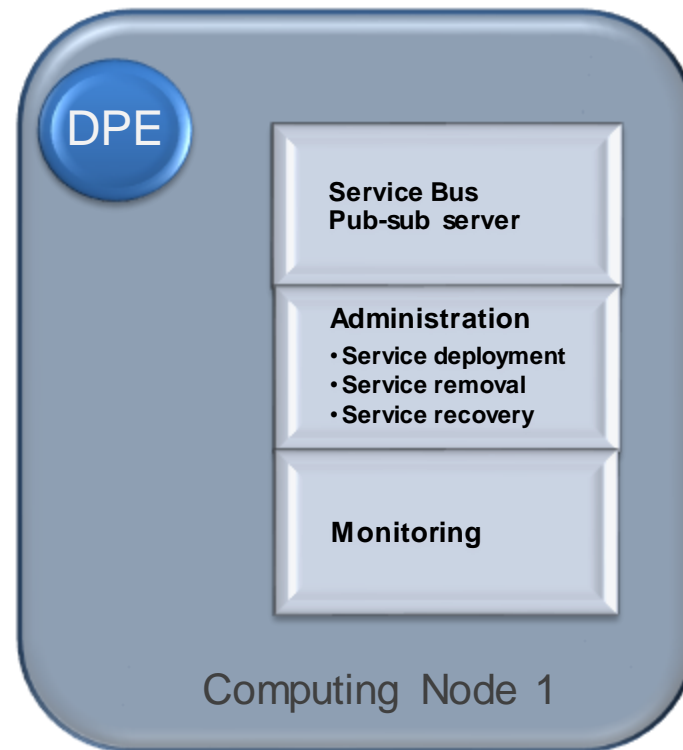 DPE
Service Bus
Pub-sub server
Administration
• Service deployment
• Service removal
• Service recovery
Monitoring
Computing Node 1